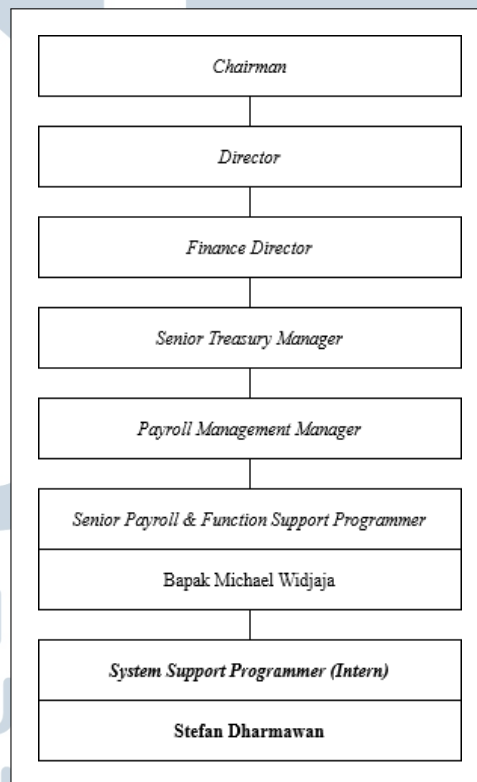 Chairman
Director
Finance Director
Senior Treasury Manager
Payroll Management Manager
Senior Payroll & Function Support Programmer
Bapak Michael Widjaja
System Support Programmer (Intern)
Stefan Dharmawan